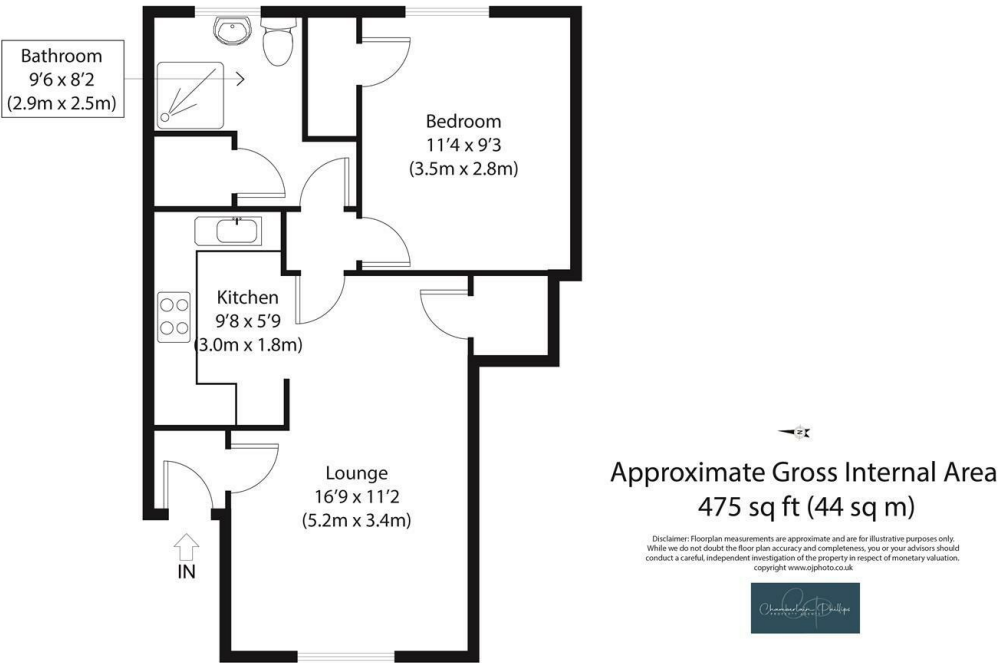 Bathroom
9'6 x 8'2
(2.9m x 2.5m)
Bedroom
11'4 x 9'3
(3.5m x 2.8m)
Kitchen
9'8 x 5'9
(3.0m x 1.8m)
Lounge
16'9 x 11'2
(5.2m x 3.4m)
IN
N
Approximate Gross Internal Area
475 sq ft (44 sq m)
Disclaimer: Floorplan measurements are approximate and are for illustrative purposes only.
While we do not doubt the floor plan accuracy and completeness, you or your advisors should
conduct a careful, independent investigation of the property in respect of monetary valuation.
copyright www.ojphoto.co.uk
Chamberlain Phillips